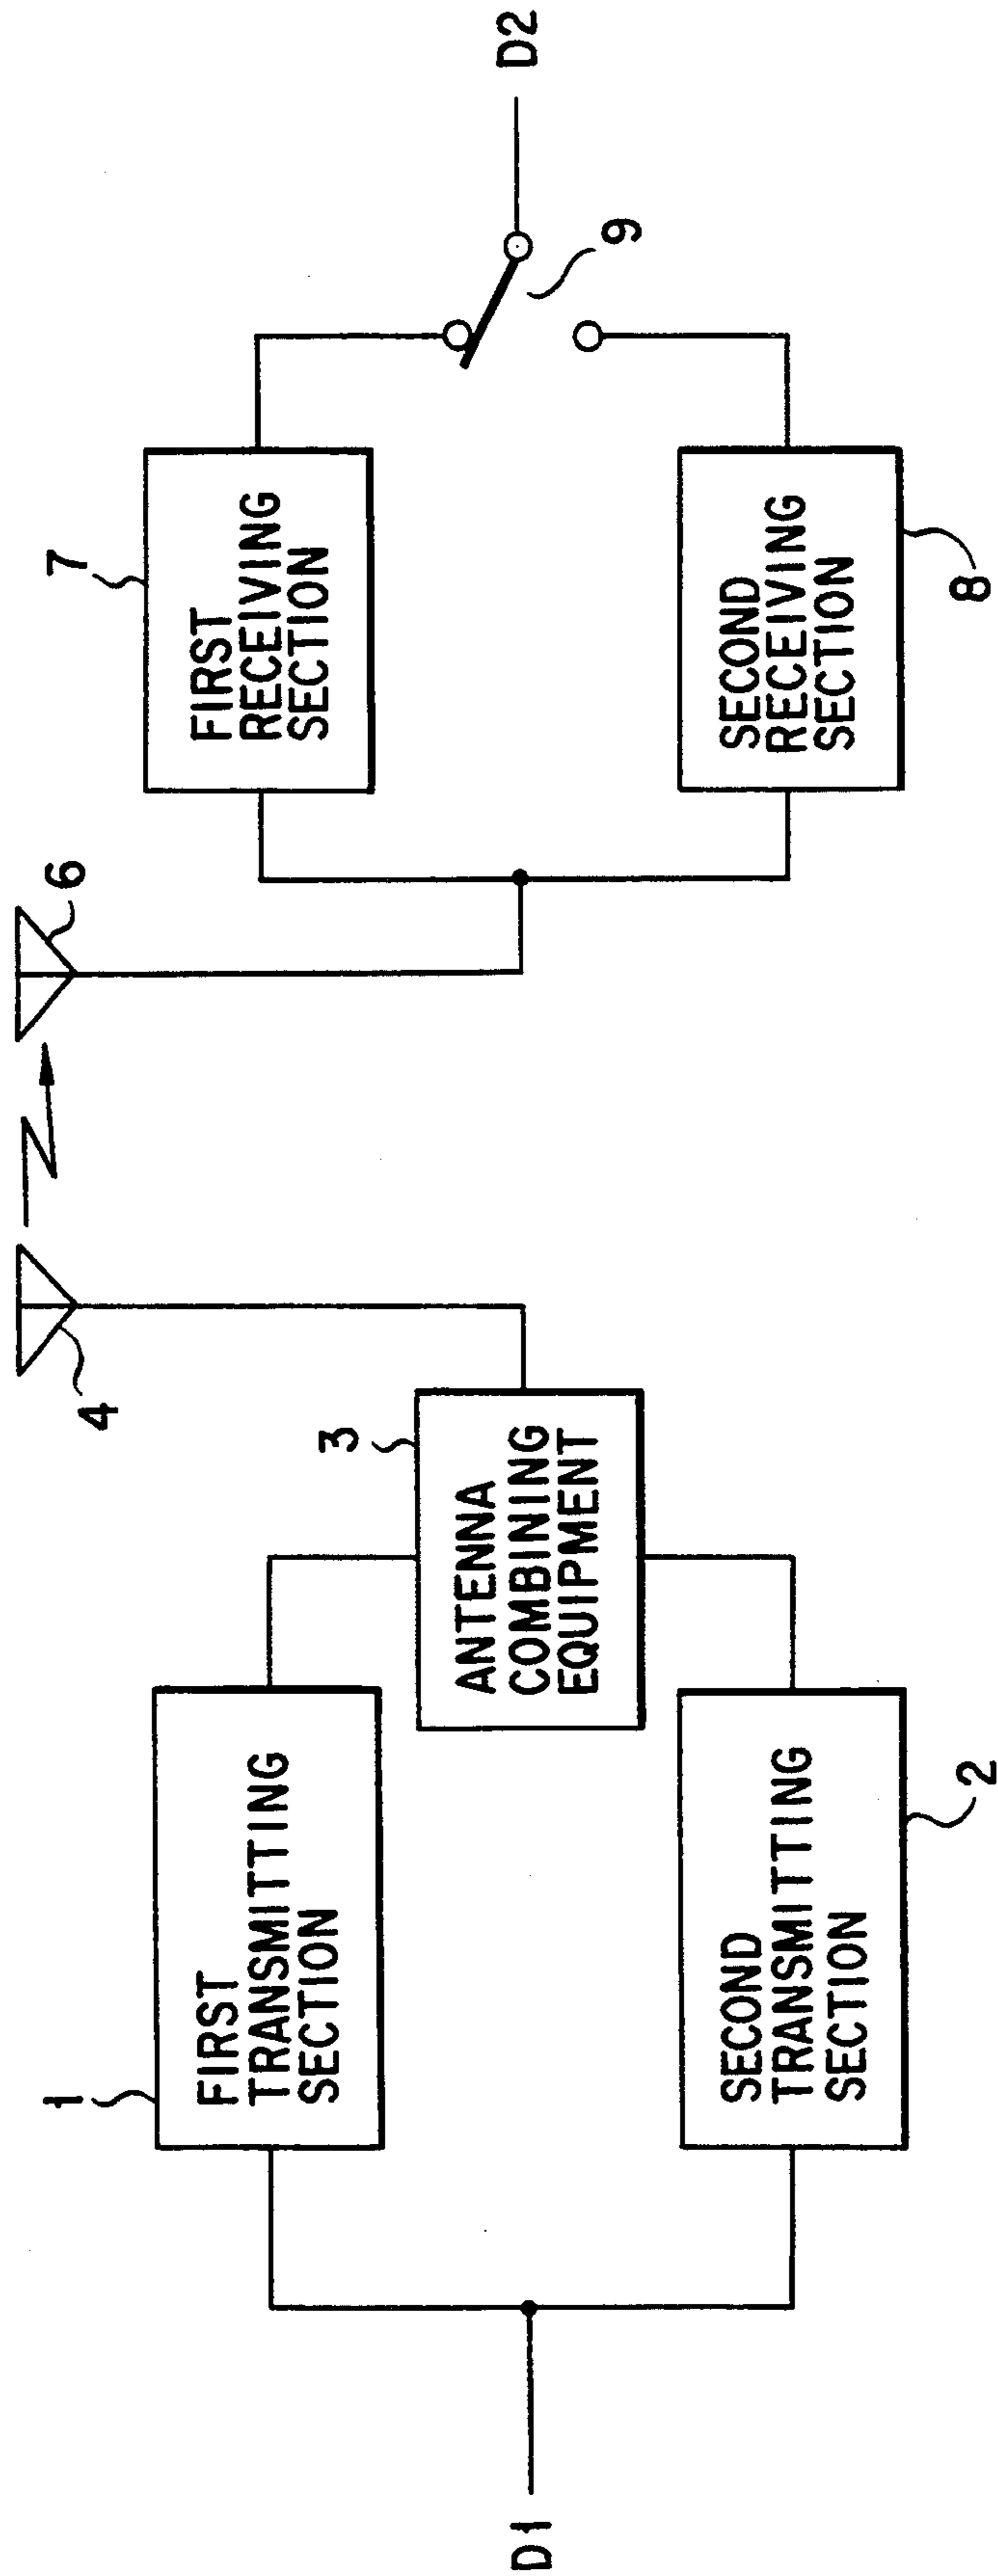 D1
1
FIRST
TRANSMITTING
SECTION
SECOND
TRANSMITTING
SECTION
2
3
ANTENNA
COMBINING
EQUIPMENT
4
6
7
FIRST
RECEIVING
SECTION
SECOND
RECEIVING
SECTION
8
9
D2